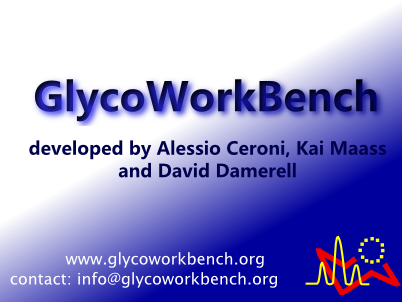 GlycoWorkBench
developed by Alessio Ceroni, Kai Maass
and David Damerell
www.glycoworkbench.org
contact: info@glycoworkbench.org